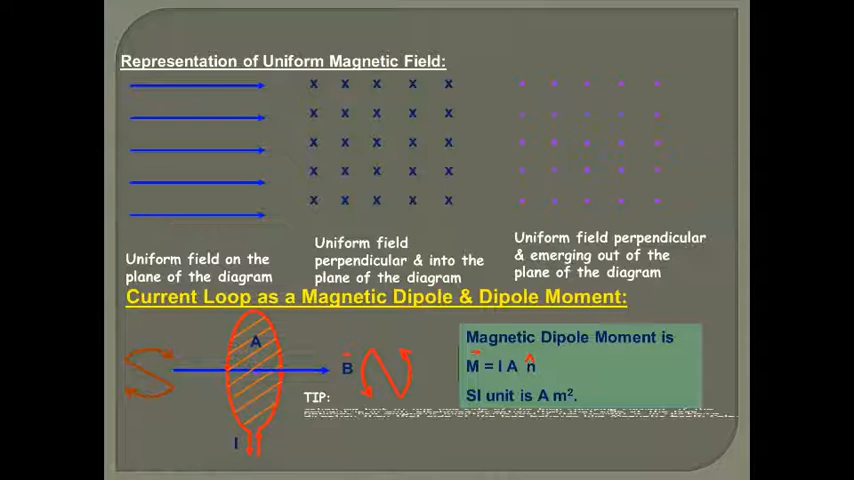 Representation of Uniform Magnetic Field:
x x x x x
x x x x x
x x x x x
x x x x x
x x x x x
Uniform field on the
plane of the diagram
Uniform field
perpendicular & into the
plane of the diagram
Uniform field perpendicular
& emerging out of the
plane of the diagram
Current Loop as a Magnetic Dipole & Dipole Moment:
A
S
B
N
I
TIP:
Magnetic Dipole Moment is
M = I A n
SI unit is A m².